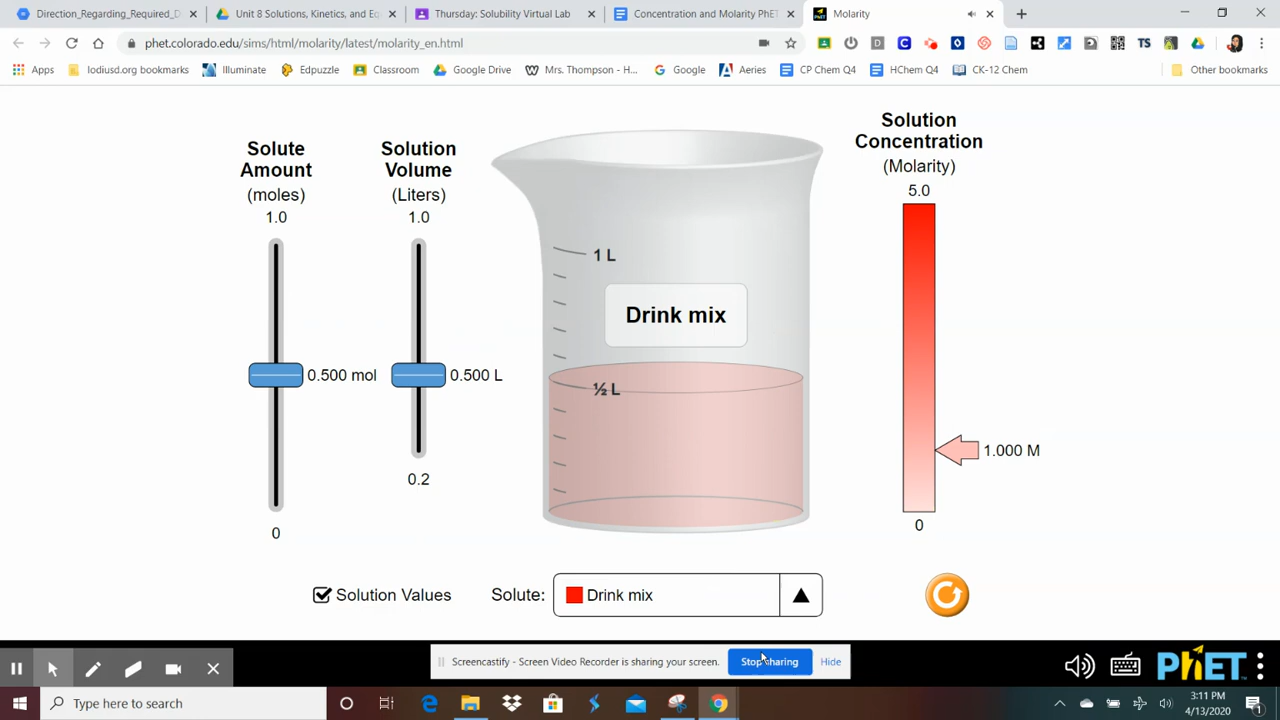 Direction_Regarding_Required_D
Unit 8 Solutions, Kinetics, and Eq
Thursday: Solubility Virtual Lab
Concentration and Molarity PhET
Molarity
phet.colorado.edu/sims/html/molarity/latest/molarity_en.html
Apps
indiusd.org bookmarks
Illuminate
Edpuzzle
Classroom
Google Drive
Mrs. Thompson - H...
Google
Aeries
CP Chem Q4
HChem Q4
CK-12 Chem
Other bookmarks
Solute
Amount
(moles)
1.0
0.500 mol
0
Solution
Volume
(Liters)
1.0
0.500 L
0.2
1 L
Drink mix
½ L
Solution
Concentration
(Molarity)
5.0
1.000 M
0
Solution Values
Solute:
Drink mix
Screencastify - Screen Video Recorder is sharing your screen.
Stop sharing
Hide
PhET
Type here to search
3:11 PM
4/13/2020